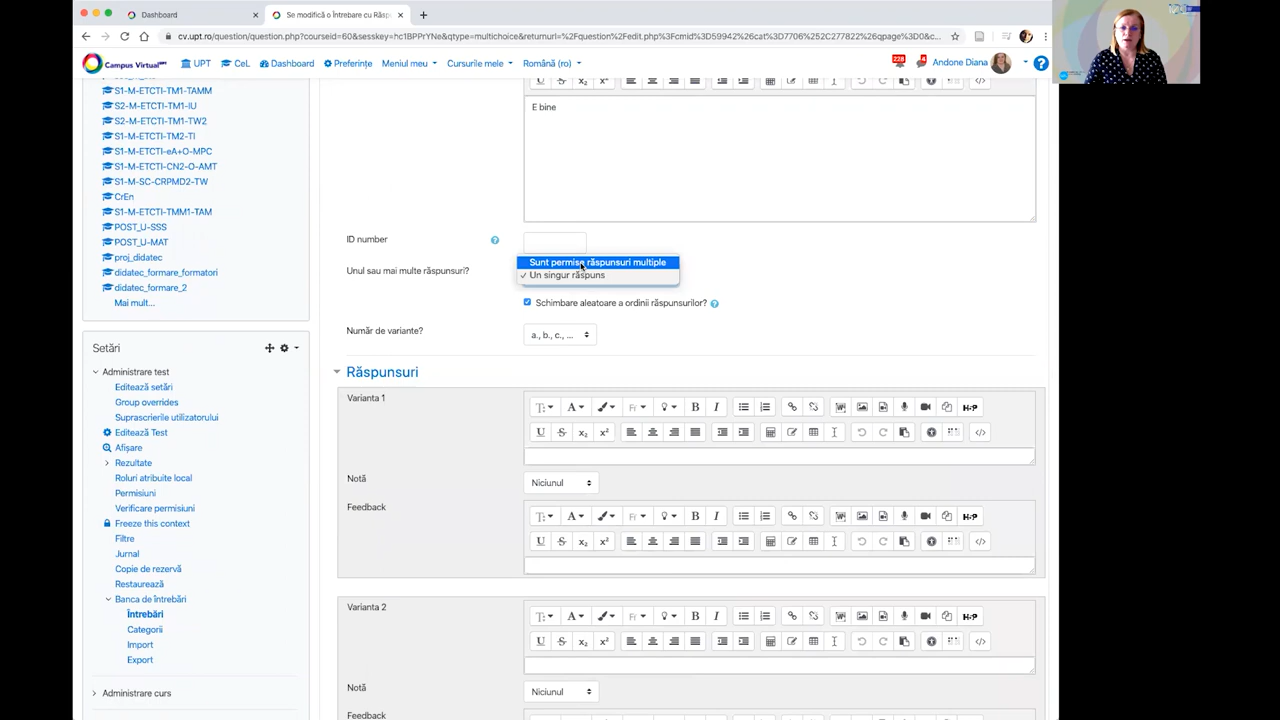 Dashboard
Se modifică o Întrebare cu Răsp
cv.upt.ro/question/question.php?courseid=60&sesskey=hc1BPPrYNe&qtype=multichoice&returnurl=%2Fquestion%2Fedit.php%3Fcmid%3D59942%26cat%3D7706%252C277822%26qpage%3D0&c...
Campus Virtual UPT
UPT
CeL
Dashboard
Preferințe
Meniul meu
Cursurile mele
Română (ro)
228
Andone Diana
S1-M-ETCTI-TM1-TAMM
S2-M-ETCTI-TM1-IU
S2-M-ETCTI-TM1-TW2
S1-M-ETCTI-TM2-TI
S1-M-ETCTI-eA+O-MPC
S1-M-ETCTI-CN2-O-AMT
S1-M-SC-CRPMD2-TW
CrEn
S1-M-ETCTI-TMM1-TAM
POST_U-SSS
POST_U-MAT
proj_didatec
didatec_formare_formatori
didatec_formare_2
Mai mult...
Setări
Administrare test
Editează setări
Group overrides
Suprascrierile utilizatorului
Editează Test
Afișare
Rezultate
Roluri atribuite local
Permisiuni
Verificare permisiuni
Freeze this context
Filtre
Jurnal
Copie de rezervă
Restaurează
Banca de întrebări
Întrebări
Categorii
Import
Export
Administrare curs
E bine
ID number
Unul sau mai multe răspunsuri?
Sunt permise răspunsuri multiple
✓ Un singur răspuns
Schimbare aleatoare a ordinii răspunsurilor?
Număr de variante?
a., b., c., ...
Răspunsuri
Varianta 1
Notă
Niciunul
Feedback
Varianta 2
Notă
Niciunul
Feedback